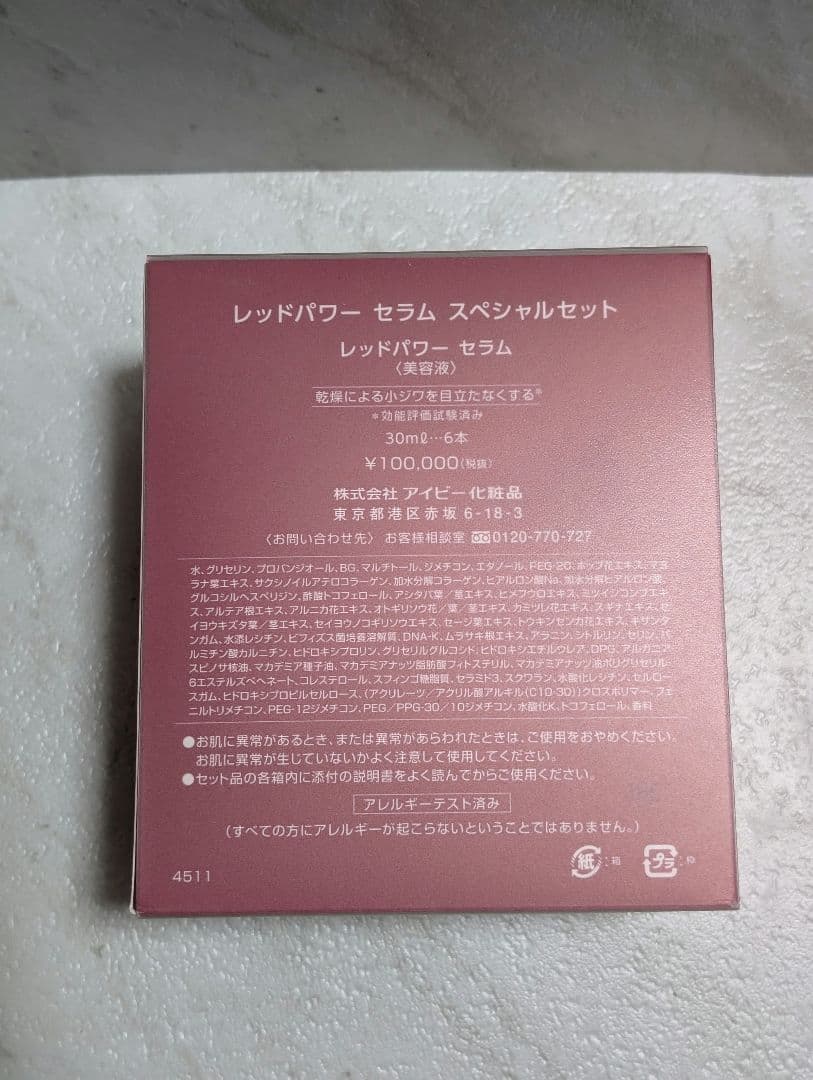 レッドパワー セラム スペシャルセット
レッドパワー セラム
〈美容液〉
乾燥による小ジワを目立たなくする*
*効能評価試験済み
30mℓ…6本
¥100,000(税抜)
株式会社 アイビー化粧品
東京都港区赤坂 6-18-3
〈お問い合わせ先〉 お客様相談室 0120-770-727
水、グリセリン、プロパンジオール、BG、マルチトール、ジメチコン、エタノール、PEG-20、ホップ花エキス、マヨ
ラナ葉エキス、サクシノイルアテロコラーゲン、加水分解コラーゲン、ヒアルロン酸Na、加水分解ヒアルロン酸、
グルコシルヘスペリジン、酢酸トコフェロール、アシタバ葉/茎エキス、ヒメフウロエキス、ミツイシコンブエキ
ス、アルテア根エキス、アルニカ花エキス、オトギリソウ花/葉/茎エキス、カミツレ花エキス、スギナエキス、セ
イヨウキズタ葉/茎エキス、セイヨウノコギリソウエキス、セージ葉エキス、トウキンセンカ花エキス、キサンタ
ンガム、水添レシチン、ビフィズス菌培養溶解質、DNA-K、ムラサキ根エキス、アラニン、シトルリン、セリン、パ
ルミチン酸カルニチン、ヒドロキシプロリン、グリセリルグルコシド、ヒドロキシエチルウレア、DPG、アルガニア
スピノサ核油、マカデミア種子油、マカデミアナッツ脂肪酸フィトステリル、マカデミアナッツ油ポリグリセリル-
6エステルズベヘネート、コレステロール、スフィンゴ糖脂質、セラミド3、スクワラン、水酸化レシチン、セルロー
スガム、ヒドロキシプロピルセルロース、(アクリレーツ/アクリル酸アルキル(C10-30))クロスポリマー、フェ
ニルトリメチコン、PEG-12ジメチコン、PEG/PPG-30/10ジメチコン、水酸化K、トコフェロール、香料
●お肌に異常があるとき、または異常があらわれたときは、ご使用をおやめください。
お肌に異常が生じていないかよく注意して使用してください。
●セット品の各箱内に添付の説明書をよく読んでからご使用ください。
アレルギーテスト済み
(すべての方にアレルギーが起こらないということではありません。)
4511
紙:箱
プラ:枠